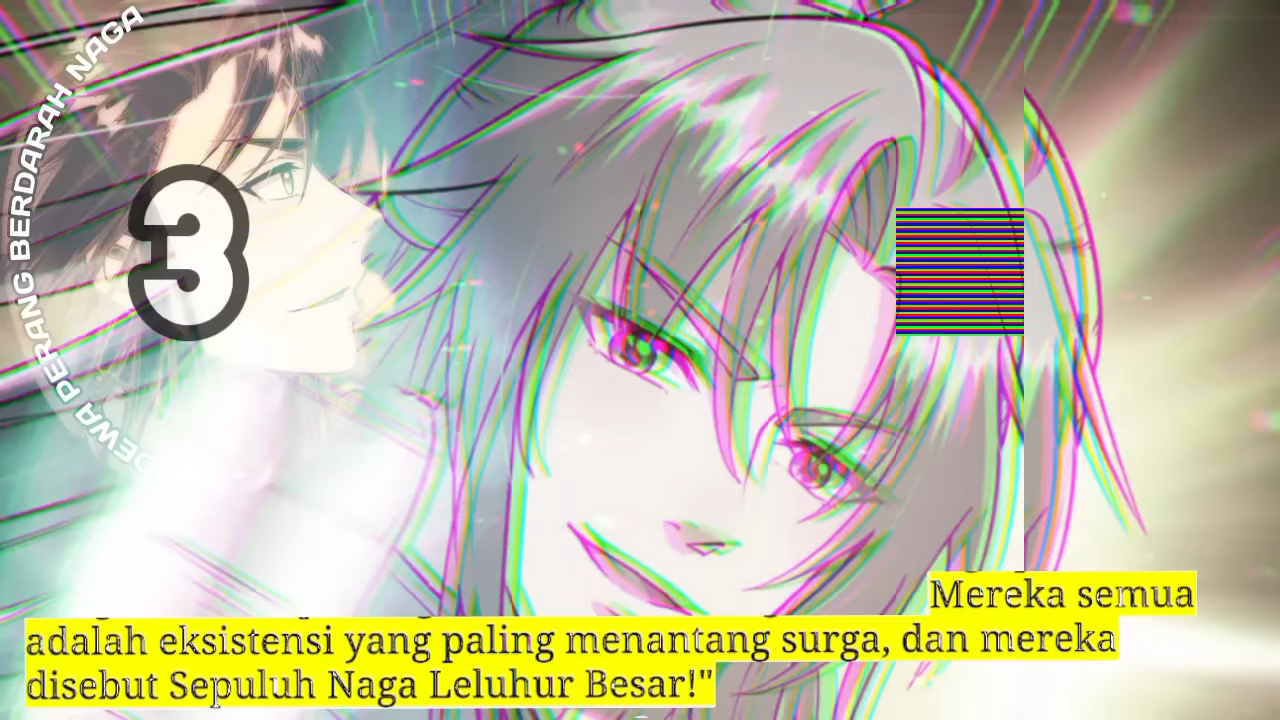 DEWA PERANG BERDARAH NAGA
3
Mereka semua
adalah eksistensi yang paling menantang surga, dan mereka
disebut Sepuluh Naga Leluhur Besar!"